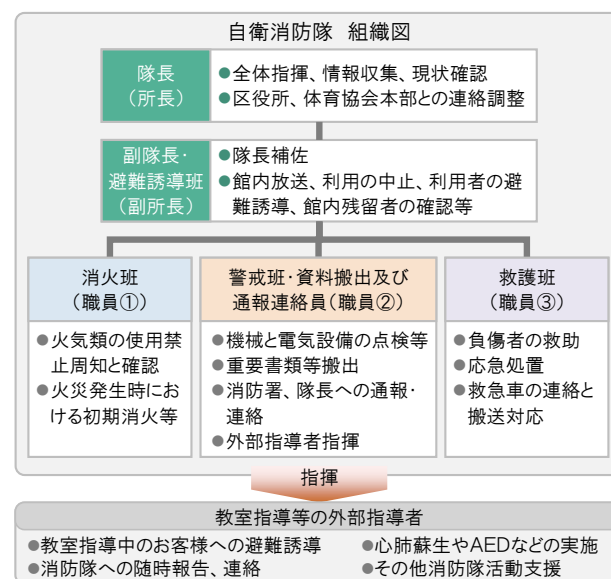 自衛消防隊 組織図
隊長
（所長）
●全体指揮、情報収集、現状確認
●区役所、体育協会本部との連絡調整
副隊長・
避難誘導班
（副所長）
●隊長補佐
●館内放送、利用の中止、利用者の避
難誘導、館内残留者の確認等
消火班
（職員①）
●火気類の使用禁
止周知と確認
●火災発生時にお
ける初期消火等
警戒班・資料搬出及び
通報連絡員（職員②）
●機械と電気設備の点検等
●重要書類等搬出
●消防署、隊長への通報・
連絡
●外部指導者指揮
救護班
（職員③）
●負傷者の救助
●応急処置
●救急車の連絡と
搬送対応
指揮
教室指導等の外部指導者
●教室指導中のお客様への避難誘導
●消防隊への随時報告、連絡
●心肺蘇生やAEDなどの実施
●その他消防隊活動支援